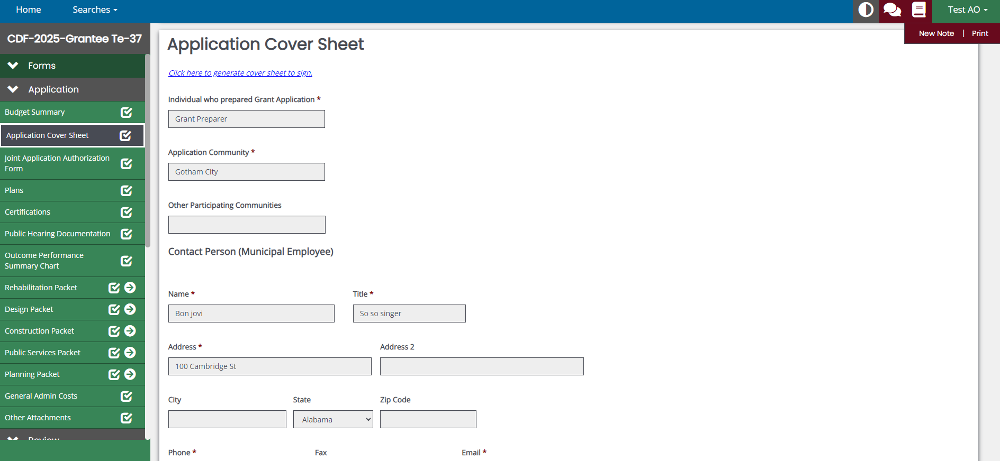 Home
Searches
Test AO
New Note | Print
CDF-2025-Grantee Te-37
Forms
Application
Budget Summary
Application Cover Sheet
Joint Application Authorization
Form
Plans
Certifications
Public Hearing Documentation
Outcome Performance
Summary Chart
Rehabilitation Packet
Design Packet
Construction Packet
Public Services Packet
Planning Packet
General Admin Costs
Other Attachments
Review
Application Cover Sheet
Click here to generate cover sheet to sign.
Individual who prepared Grant Application *
Grant Preparer
Application Community *
Gotham City
Other Participating Communities
Contact Person (Municipal Employee)
Name * Title *
Bon jovi So so singer
Address * Address 2
100 Cambridge St
City State Zip Code
Alabama
Phone * Fax Email *